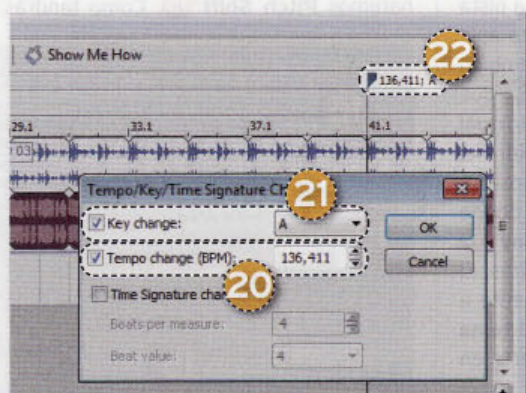 Show Me How
22
136,411; A
29.1 33.1 37.1 41.1
03)
Tempo/Key/Time Signature C
21
Key change: A OK
Tempo change (BPM): 136,411 Cancel
20
Time Signature chan
Beats per measure: 4
Beat value: 4